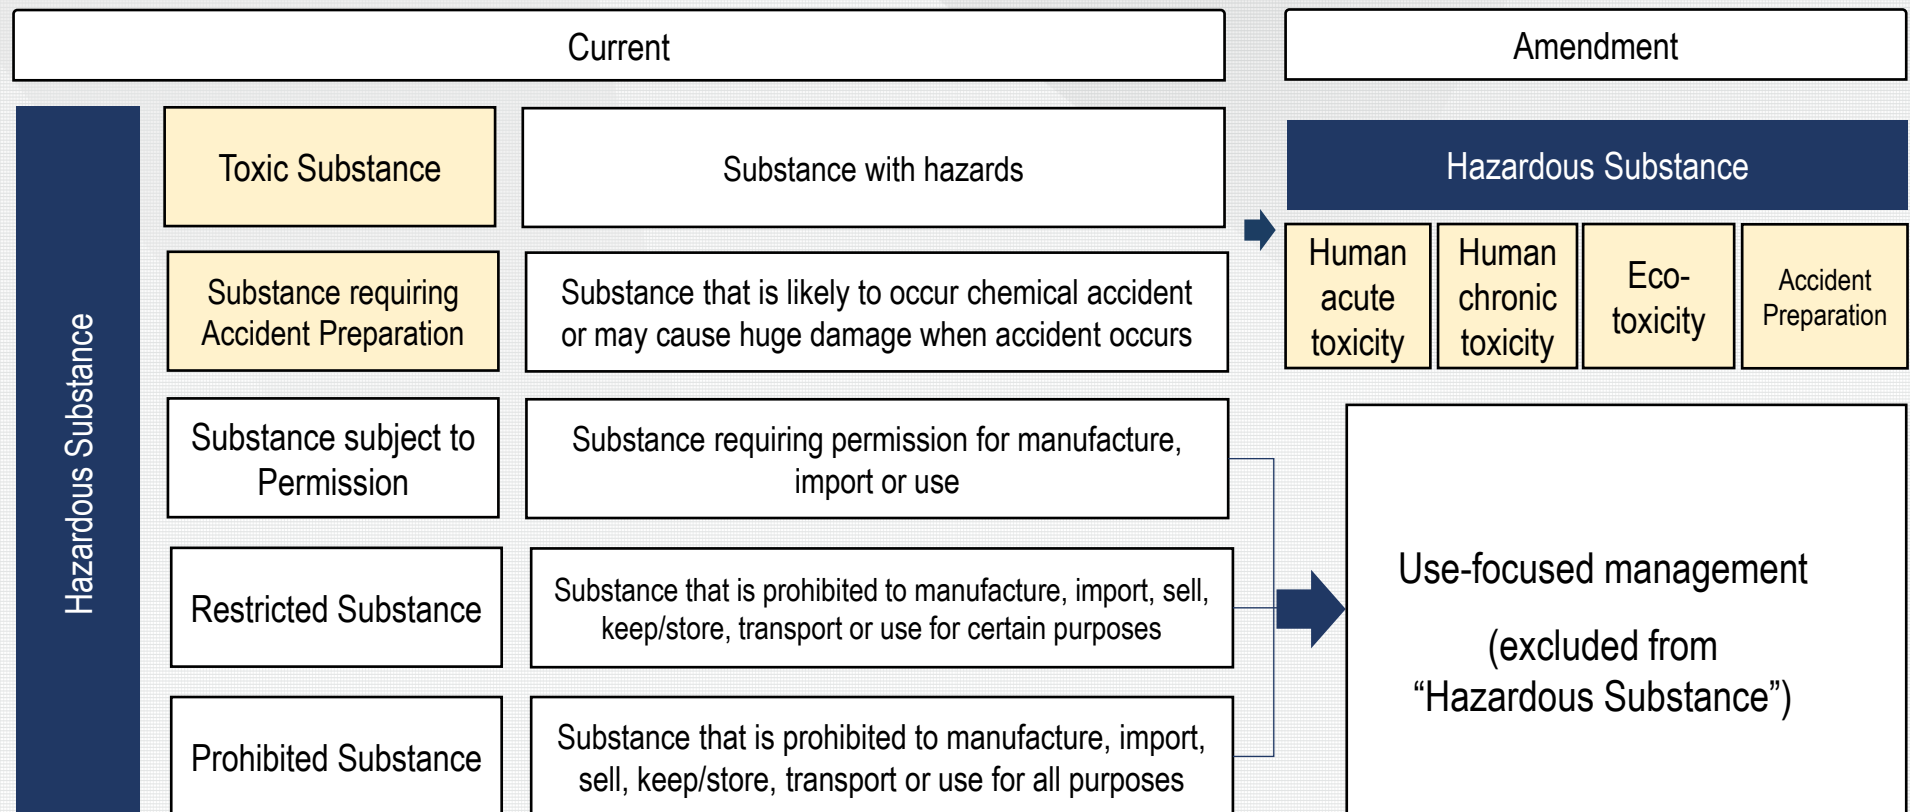 Current
Amendment
Hazardous Substance
Toxic Substance
Substance with hazards
Substance requiring
Accident Preparation
Substance that is likely to occur chemical accident
or may cause huge damage when accident occurs
Substance subject to
Permission
Substance requiring permission for manufacture,
import or use
Restricted Substance
Substance that is prohibited to manufacture, import, sell,
keep/store, transport or use for certain purposes
Prohibited Substance
Substance that is prohibited to manufacture, import,
sell, keep/store, transport or use for all purposes
Hazardous Substance
Human
acute
toxicity
Human
chronic
toxicity
Eco-
toxicity
Accident
Preparation
Use-focused management
(excluded from
“Hazardous Substance”)